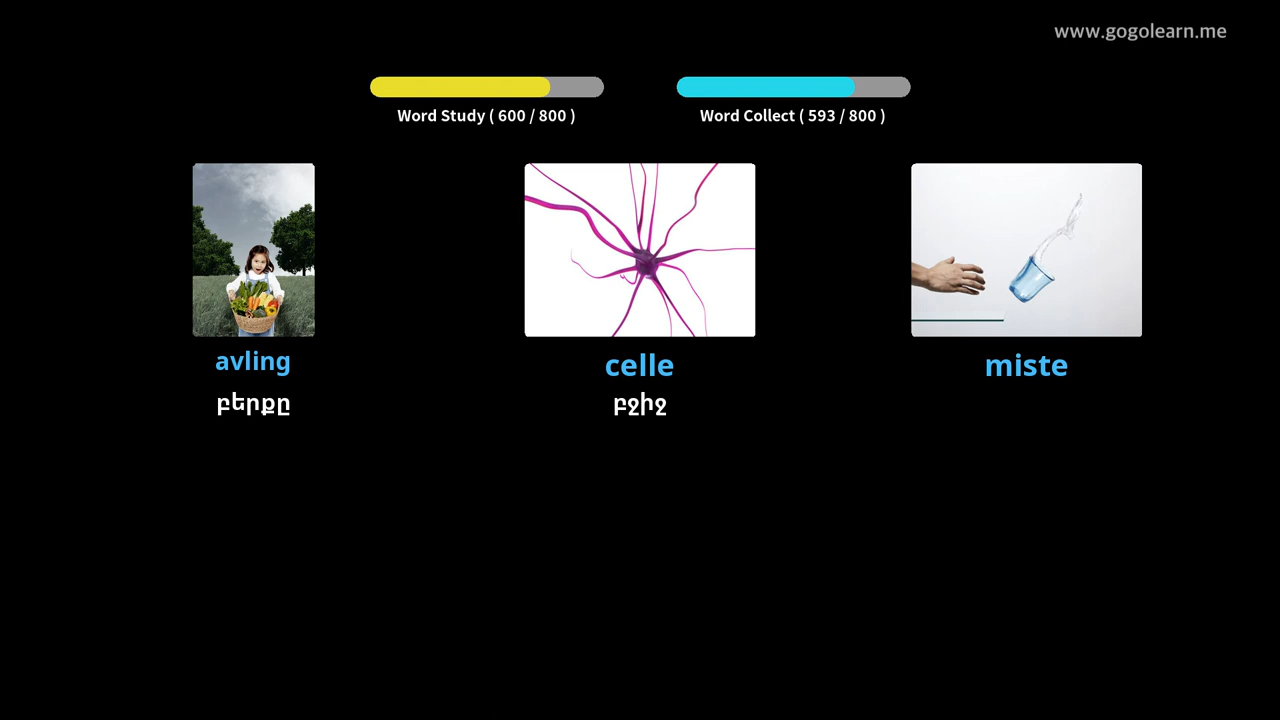 www.gogolearn.me
Word Study ( 600 / 800 )
Word Collect ( 593 / 800 )
avling
celle
miste
բերքը
բջիջ